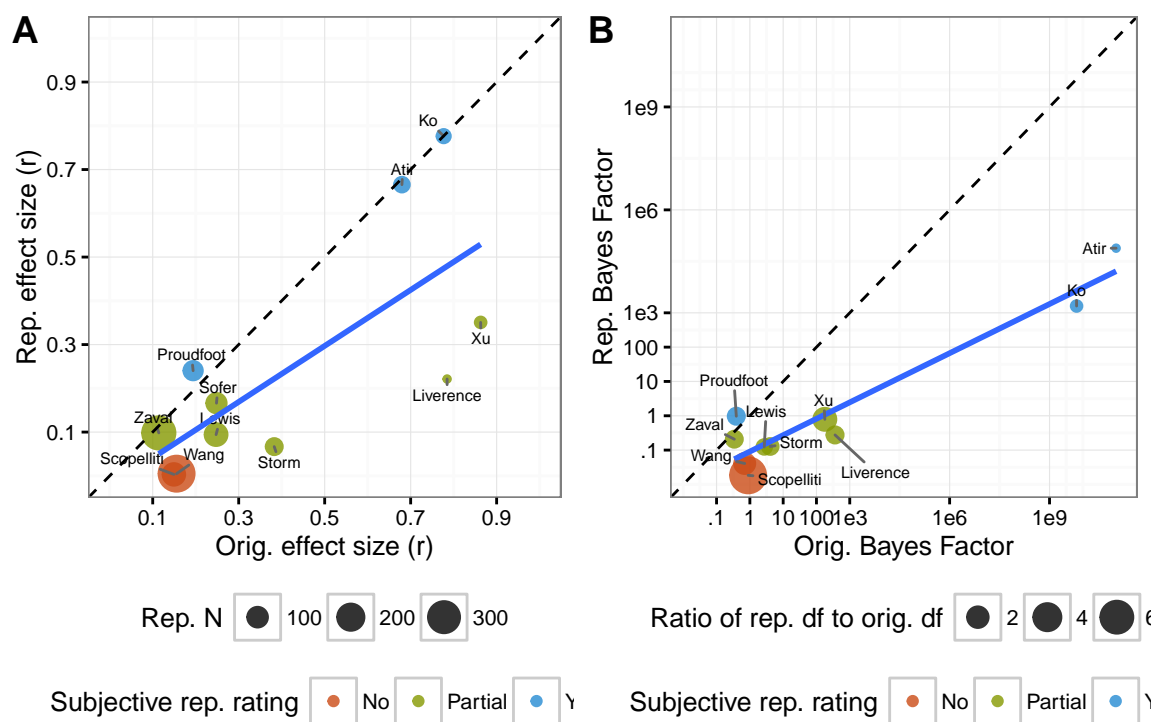 A
Rep. effect size (r)
0.9
0.7
0.5
0.3
0.1
Ko
Atir
Xu
Liverence
Proudfoot
Sofer
Zaval
Lewis
Scopelliti
Wang
Storm
0.1 0.3 0.5 0.7 0.9
Orig. effect size (r)
Rep. N 100 200 300
Subjective rep. rating No Partial Y
B
Rep. Bayes Factor
1e9
1e6
1e3
100
10
1
.1
Atir
Ko
Proudfoot
Xu
Lewis
Zaval
Storm
Wang
Liverence
Scopelliti
.1 1 10 100 1e3 1e6 1e9
Orig. Bayes Factor
Ratio of rep. df to orig. df 2 4 6
Subjective rep. rating No Partial Y